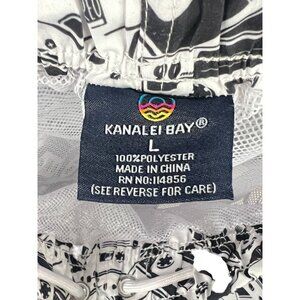 KANALEI BAY®
L
100%POLYESTER
MADE IN CHINA
RN NO:114856
(SEE REVERSE FOR CARE)